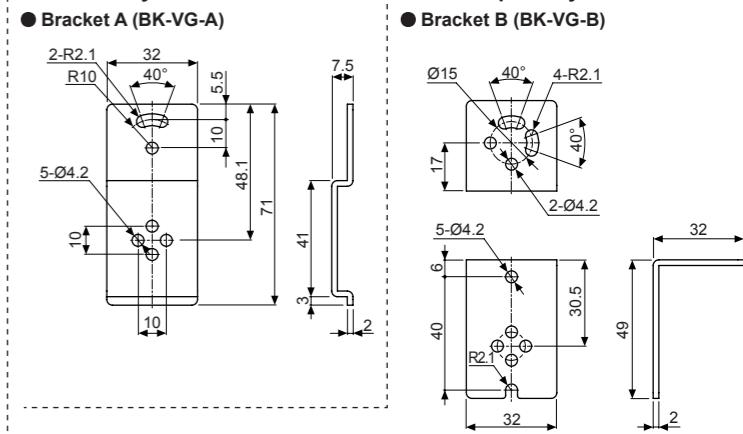 ● Bracket A (BK-VG-A)
2-R2.1
32
7.5
R10
40°
5.5
10
48.1
71
5-Ø4.2
10
41
3
10
2
● Bracket B (BK-VG-B)
Ø15
40°
4-R2.1
40°
17
2-Ø4.2
5-Ø4.2
32
6
40
30.5
49
R2.1
32
2